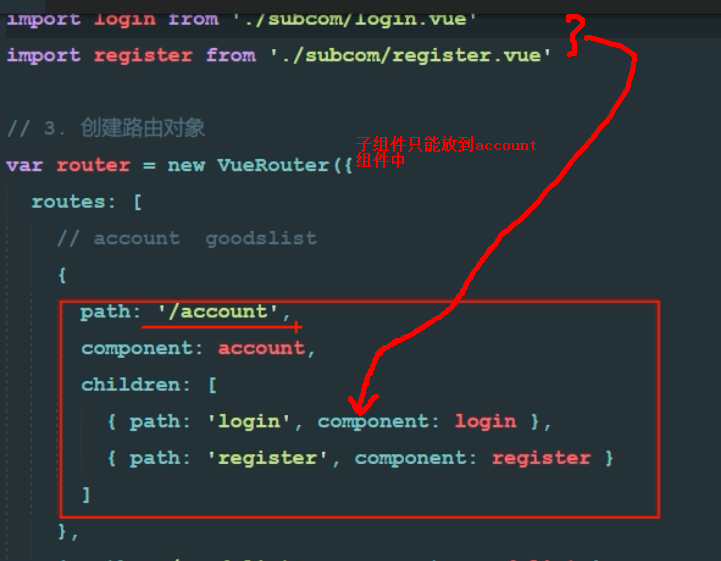 import login from './subcom/login.vue'
import register from './subcom/register.vue'
// 3. 创建路由对象
子组件只能放到account
组件中
var router = new VueRouter({
routes: [
// account goodslist
{
path: '/account',
component: account,
children: [
{ path: 'login', component: login },
{ path: 'register', component: register }
]
},